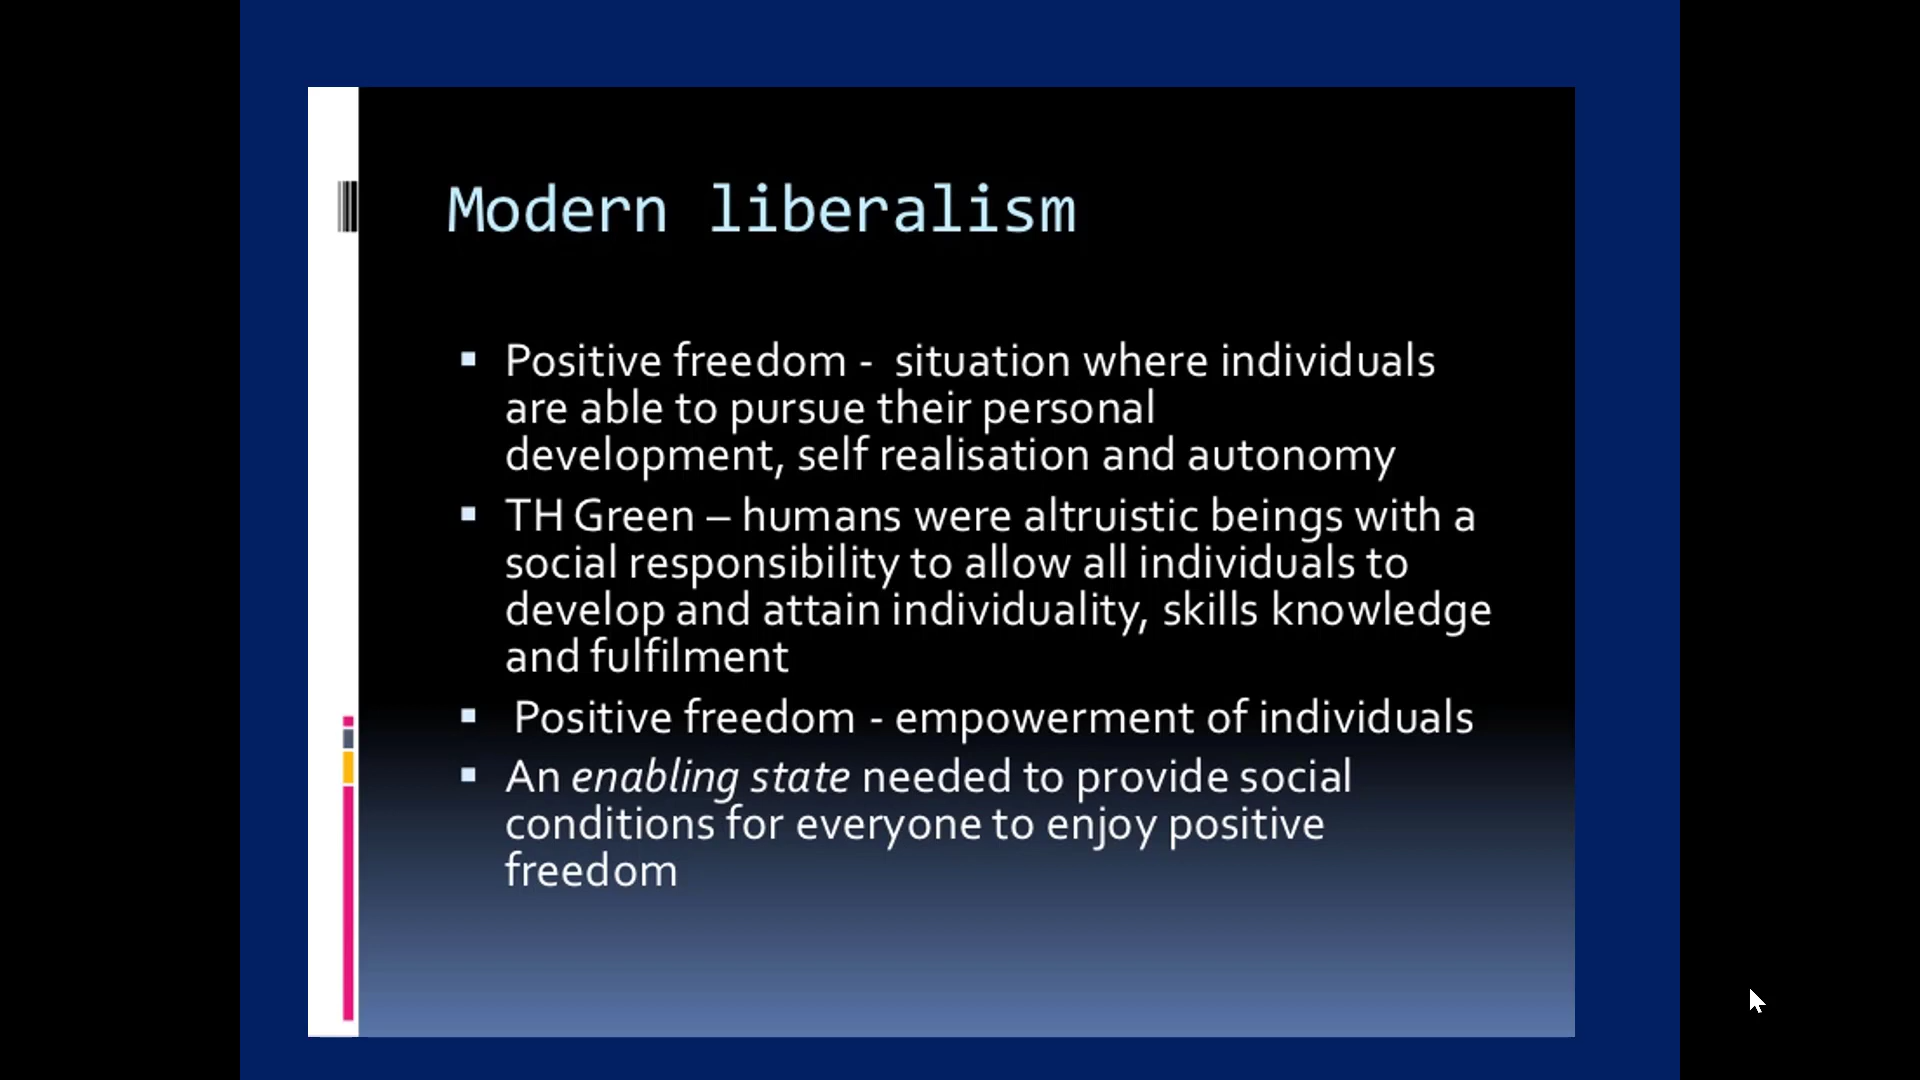 Modern liberalism
Positive freedom -  situation where individuals
are able to pursue their personal
development, self realisation and autonomy
TH Green – humans were altruistic beings with a
social responsibility to allow all individuals to
develop and attain individuality, skills knowledge
and fulfilment
Positive freedom - empowerment of individuals
An enabling state needed to provide social
conditions for everyone to enjoy positive
freedom